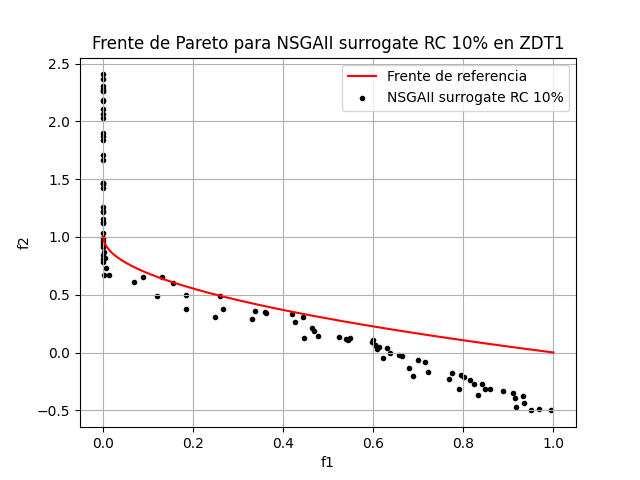 Frente de Pareto para NSGAII surrogate RC 10% en ZDT1
Frente de referencia
NSGAII surrogate RC 10%
2.5
2.0
1.5
1.0
0.5
0.0
−0.5
f2
0.0 0.2 0.4 0.6 0.8 1.0
f1